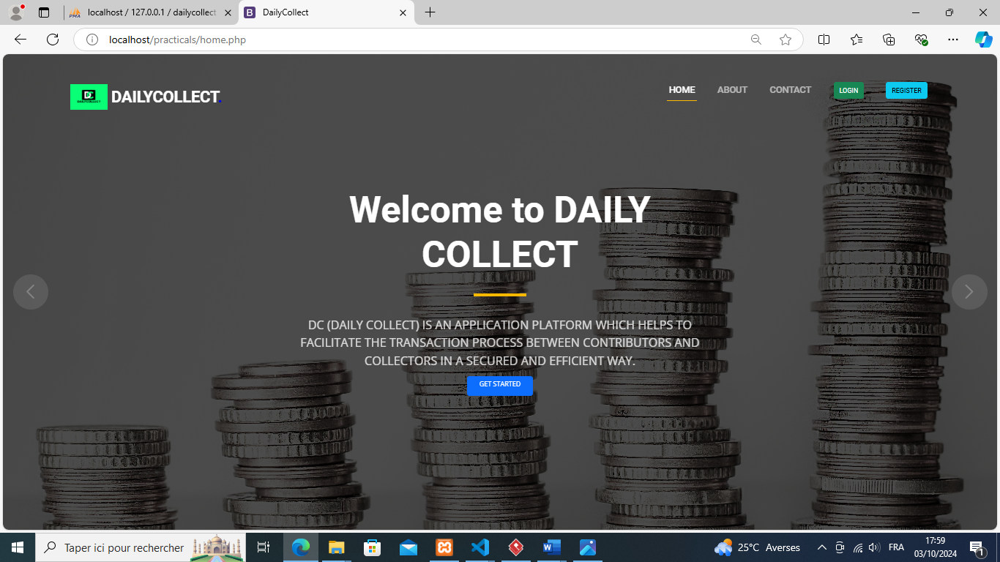 localhost / 127.0.0.1 / dailycollect
DailyCollect
localhost/practicals/home.php
DC
DAILYCOLLECT.
HOME
ABOUT
CONTACT
LOGIN
REGISTER
Welcome to DAILY
COLLECT
DC (DAILY COLLECT) IS AN APPLICATION PLATFORM WHICH HELPS TO
FACILITATE THE TRANSACTION PROCESS BETWEEN CONTRIBUTORS AND
COLLECTORS IN A SECURED AND EFFICIENT WAY.
GET STARTED
Taper ici pour rechercher
25°C Averses
FRA
17:59
03/10/2024
1